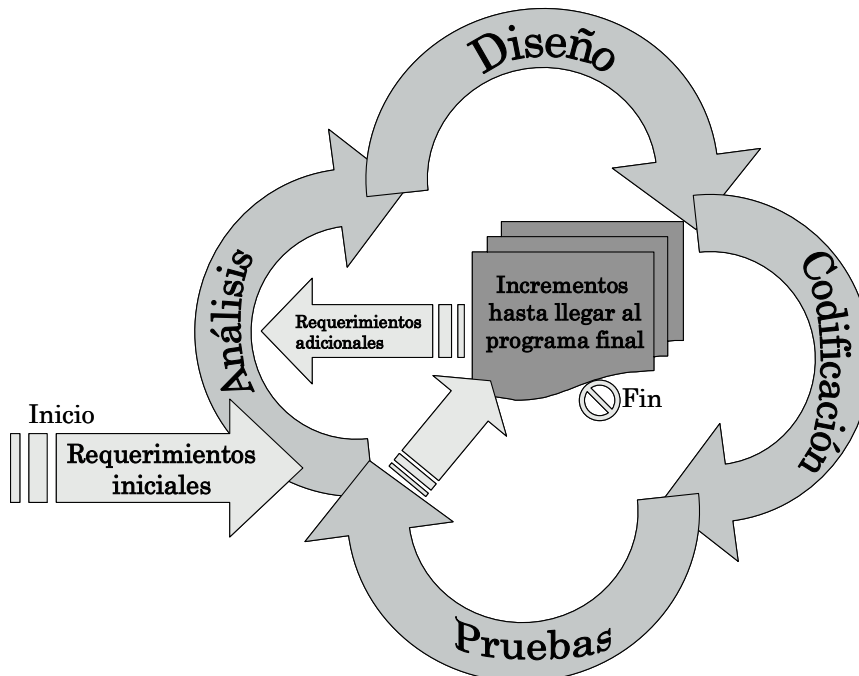 Diseño
Análisis
Codificación
Incrementos
hasta llegar al
programa final
Requerimientos
adicionales
Fin
Inicio
Requerimientos
iniciales
Pruebas